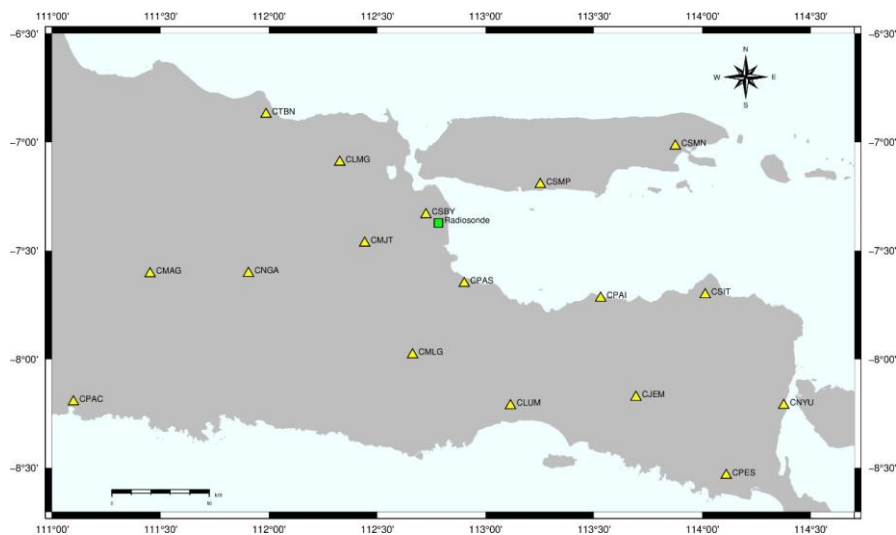 111°00' 111°30' 112°00' 112°30' 113°00' 113°30' 114°00' 114°30'
−6°30' −6°30'
N
W E
S
CTBN
−7°00' −7°00'
CSMN
CLMG
CSMP
CSBY
Radiosonde
CMJT
−7°30' −7°30'
CMAG CNGA
CPAS
CSIT
CPAI
CMLG
−8°00' −8°00'
CPAC
CJEM
CLUM CNYU
−8°30' −8°30'
CPES
km
0 50
111°00' 111°30' 112°00' 112°30' 113°00' 113°30' 114°00' 114°30'